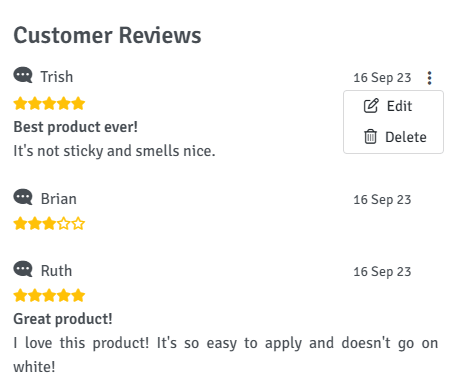 Customer Reviews
Trish 16 Sep 23
Edit
Delete
Best product ever!
It's not sticky and smells nice.
Brian 16 Sep 23
Ruth 16 Sep 23
Great product!
I love this product! It's so easy to apply and doesn't go on
white!